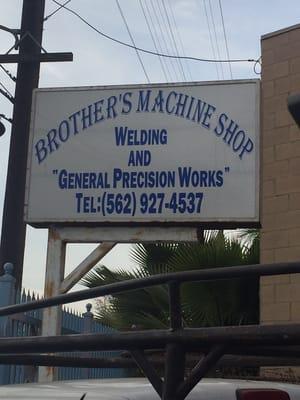 BROTHER'S MACHINE SHOP
WELDING
AND
"GENERAL PRECISION WORKS"
TEL:(562) 927-4537